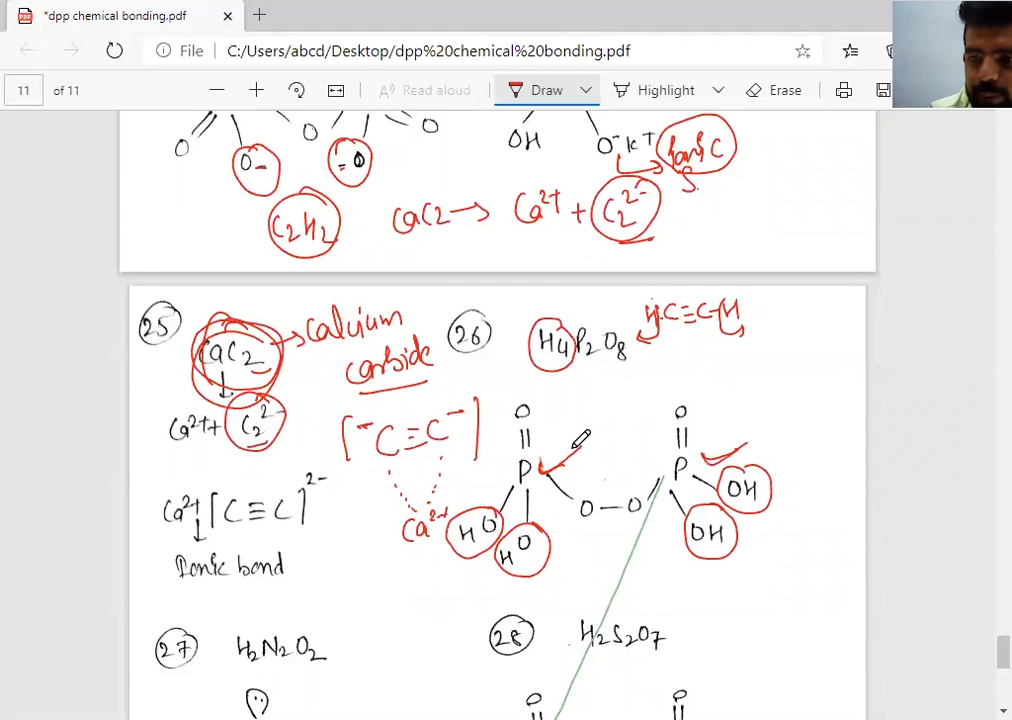 *dpp chemical bonding.pdf
File C:/Users/abcd/Desktop/dpp%20chemical%20bonding.pdf
11 of 11
Read aloud Draw Highlight Erase
O O O OH O⁻ K⁺
O⁻ ⁻O
C2H2 CaC2 → Ca²⁺ + C2²⁻
25 CaC2 → Calcium carbide
↓
Ca²⁺ + C2²⁻
[⁻C≡C⁻]
Ca²⁺
Ca²⁺ [C≡C]²⁻
↓
Ionic bond
26 H4P2O8 H-C≡C-H
O O
P P OH
O—O
HO OH
HO
27 H2N2O2
28 H2S2O7
O O